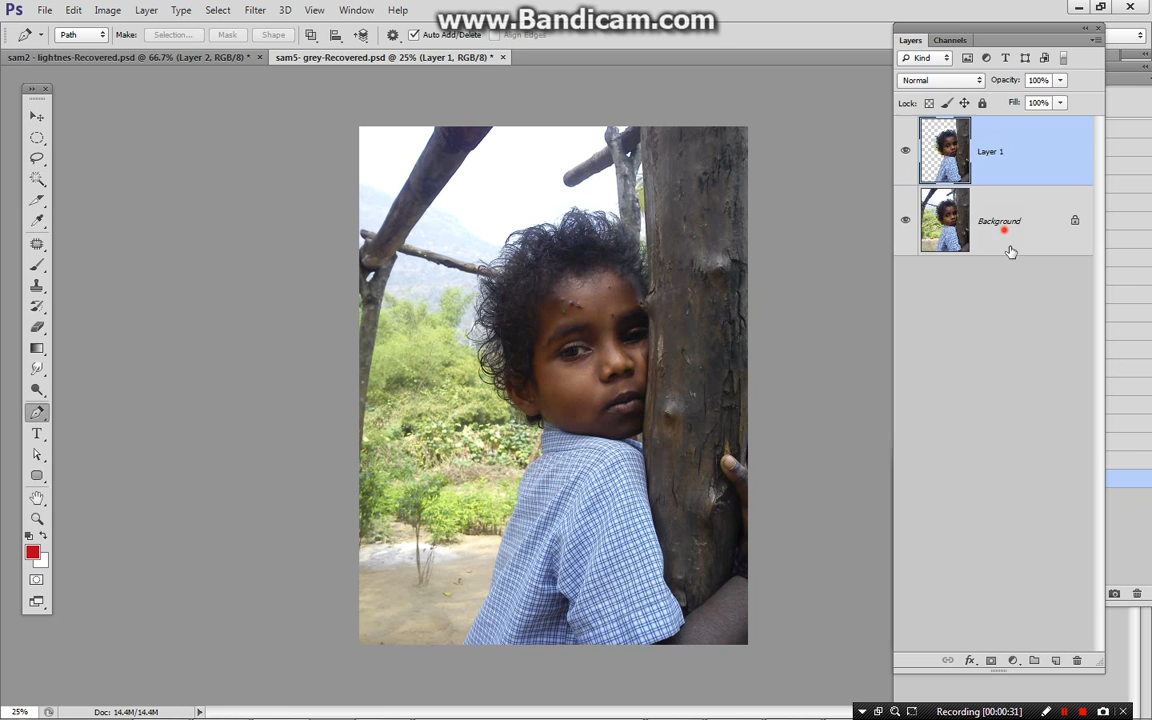 www.Bandicam.com
Ps File Edit Image Layer Type Select Filter 3D View Window Help
Path Make: Selection... Mask Shape Auto Add/Delete Align Edges
sam2 - lightnes-Recovered.psd @ 66.7% (Layer 2, RGB/8) * × sam5- grey-Recovered.psd @ 25% (Layer 1, RGB/8) * ×
Layers Channels
Kind
Normal Opacity: 100%
Lock: Fill: 100%
Layer 1
Background
25% Doc: 14.4M/14.4M
Recording [00:00:31]